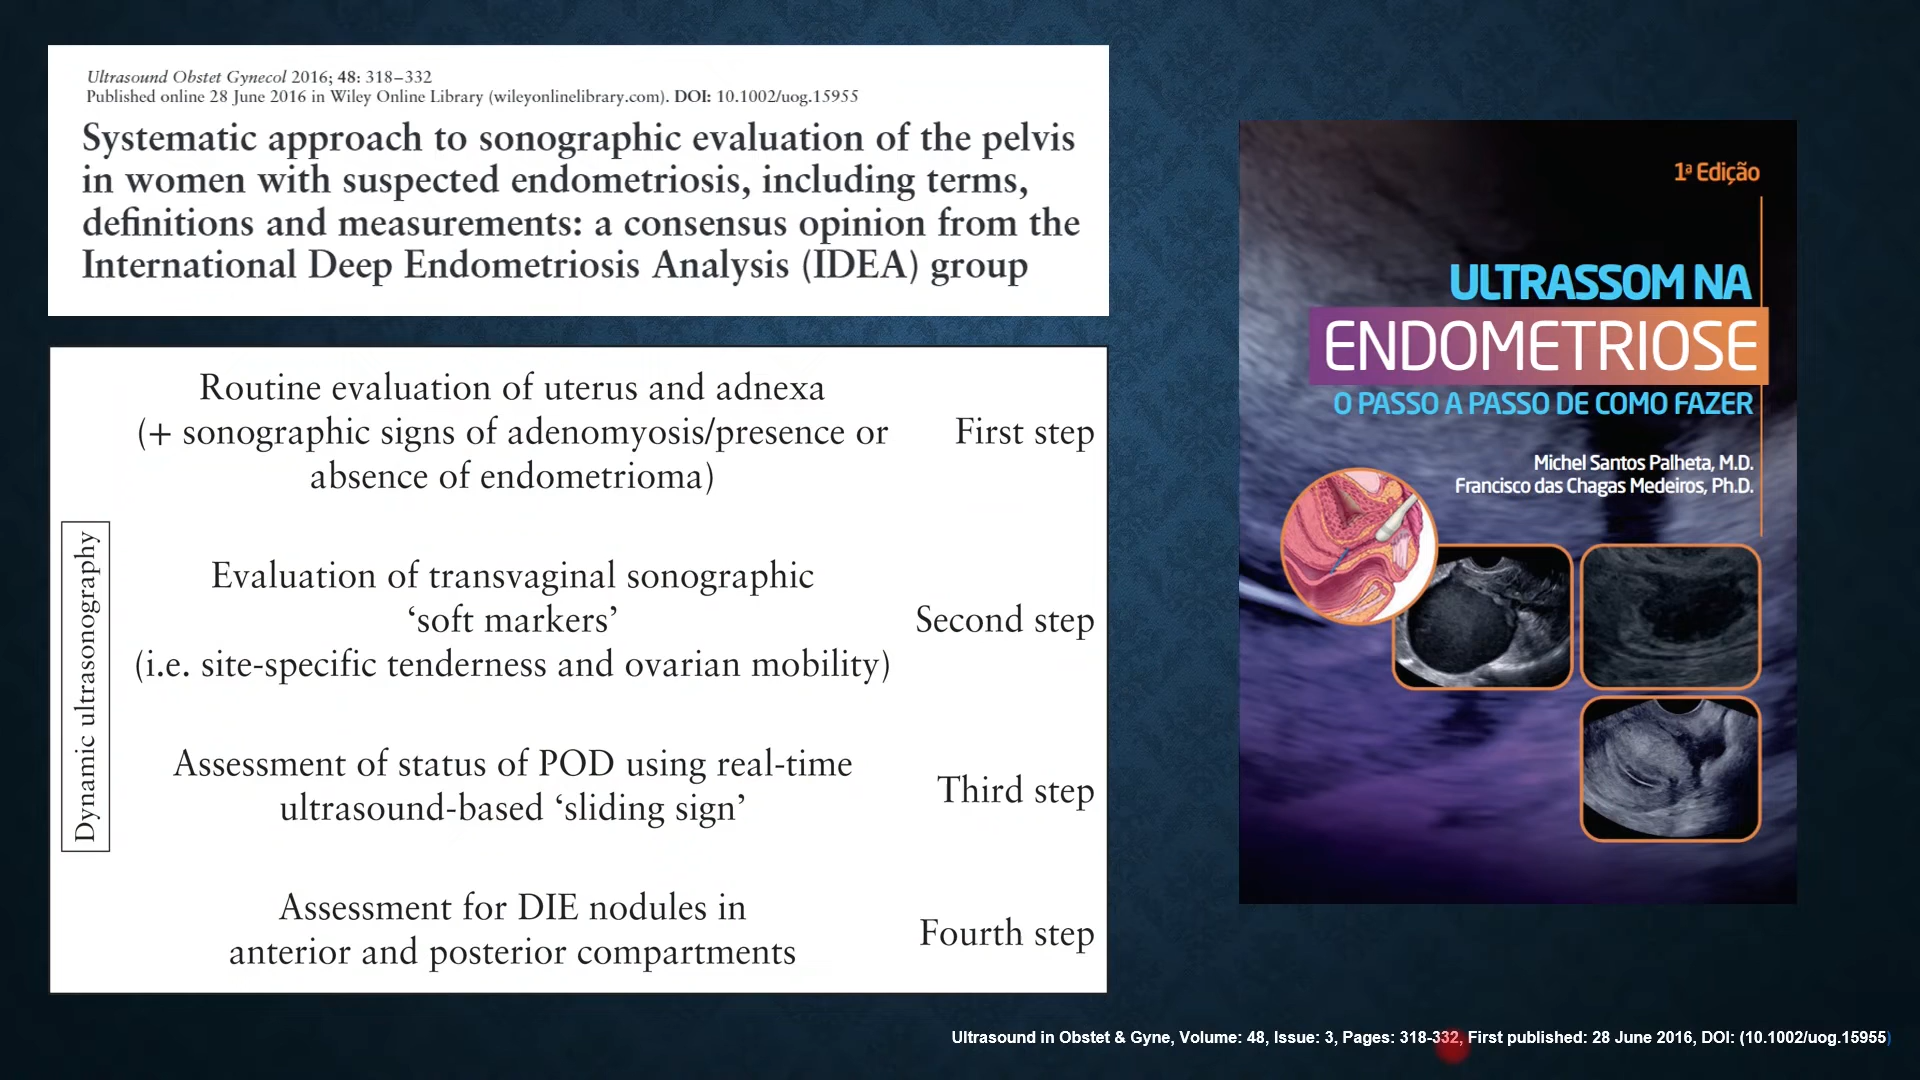 Ultrasound Obstet Gynecol 2016; 48: 318–332
Published online 28 June 2016 in Wiley Online Library (wileyonlinelibrary.com). DOI: 10.1002/uog.15955
Systematic approach to sonographic evaluation of the pelvis
in women with suspected endometriosis, including terms,
definitions and measurements: a consensus opinion from the
International Deep Endometriosis Analysis (IDEA) group
Routine evaluation of uterus and adnexa
(+ sonographic signs of adenomyosis/presence or
absence of endometrioma)
First step
Dynamic ultrasonography
Evaluation of transvaginal sonographic
‘soft markers’
(i.e. site-specific tenderness and ovarian mobility)
Second step
Assessment of status of POD using real-time
ultrasound-based ‘sliding sign’
Third step
Assessment for DIE nodules in
anterior and posterior compartments
Fourth step
1ª Edição
ULTRASSOM NA
ENDOMETRIOSE
O PASSO A PASSO DE COMO FAZER
Michel Santos Palheta, M.D.
Francisco das Chagas Medeiros, Ph.D.
Ultrasound in Obstet & Gyne, Volume: 48, Issue: 3, Pages: 318-332, First published: 28 June 2016, DOI: (10.1002/uog.15955)